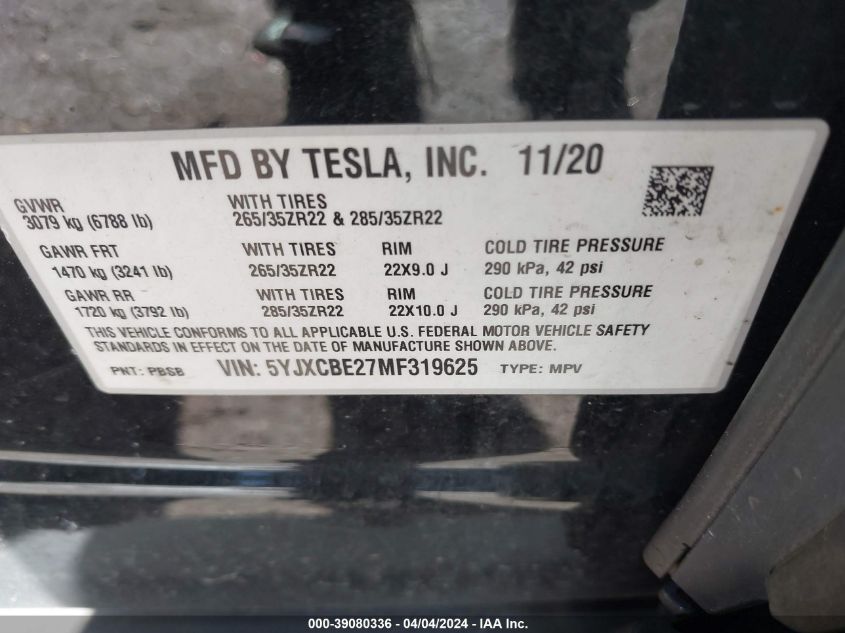 MFD BY TESLA, INC. 11/20
GVWR
3079 kg (6788 lb)
WITH TIRES
265/35ZR22 & 285/35ZR22
GAWR FRT WITH TIRES RIM COLD TIRE PRESSURE
1470 kg (3241 lb) 265/35ZR22 22X9.0 J 290 kPa, 42 psi
GAWR RR WITH TIRES RIM COLD TIRE PRESSURE
1720 kg (3792 lb) 285/35ZR22 22X10.0 J 290 kPa, 42 psi
THIS VEHICLE CONFORMS TO ALL APPLICABLE U.S. FEDERAL MOTOR VEHICLE SAFETY
STANDARDS IN EFFECT ON THE DATE OF MANUFACTURE SHOWN ABOVE.
PNT: PBSB VIN: 5YJXCBE27MF319625 TYPE: MPV
000-39080336 - 04/04/2024 - IAA Inc.